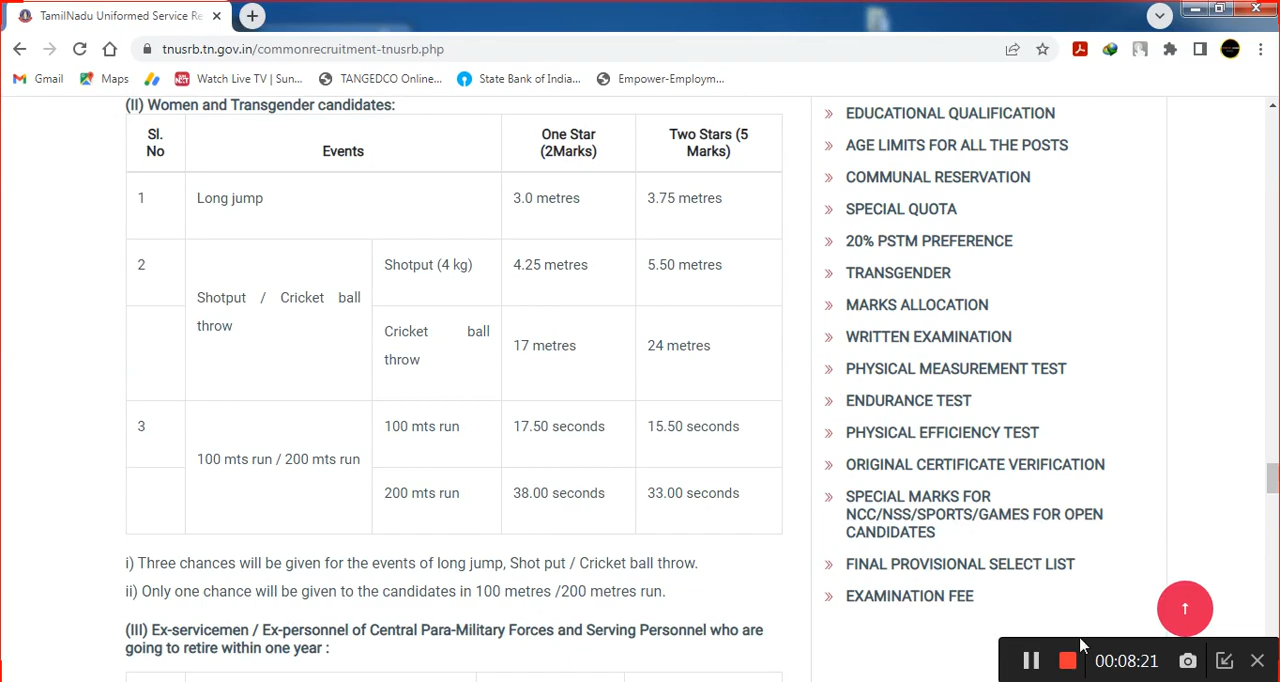 TamilNadu Uniformed Service Re
tnusrb.tn.gov.in/commonrecruitment-tnusrb.php
Gmail
Maps
Watch Live TV | Sun...
TANGEDCO Online...
State Bank of India...
Empower-Employm...
(II) Women and Transgender candidates:
Sl. No Events One Star (2Marks) Two Stars (5 Marks)
1 Long jump 3.0 metres 3.75 metres
2 Shotput / Cricket ball throw Shotput (4 kg) 4.25 metres 5.50 metres
Cricket ball throw 17 metres 24 metres
3 100 mts run / 200 mts run 100 mts run 17.50 seconds 15.50 seconds
200 mts run 38.00 seconds 33.00 seconds
i) Three chances will be given for the events of long jump, Shot put / Cricket ball throw.
ii) Only one chance will be given to the candidates in 100 metres /200 metres run.
(III) Ex-servicemen / Ex-personnel of Central Para-Military Forces and Serving Personnel who are
going to retire within one year :
EDUCATIONAL QUALIFICATION
AGE LIMITS FOR ALL THE POSTS
COMMUNAL RESERVATION
SPECIAL QUOTA
20% PSTM PREFERENCE
TRANSGENDER
MARKS ALLOCATION
WRITTEN EXAMINATION
PHYSICAL MEASUREMENT TEST
ENDURANCE TEST
PHYSICAL EFFICIENCY TEST
ORIGINAL CERTIFICATE VERIFICATION
SPECIAL MARKS FOR
NCC/NSS/SPORTS/GAMES FOR OPEN
CANDIDATES
FINAL PROVISIONAL SELECT LIST
EXAMINATION FEE
00:08:21